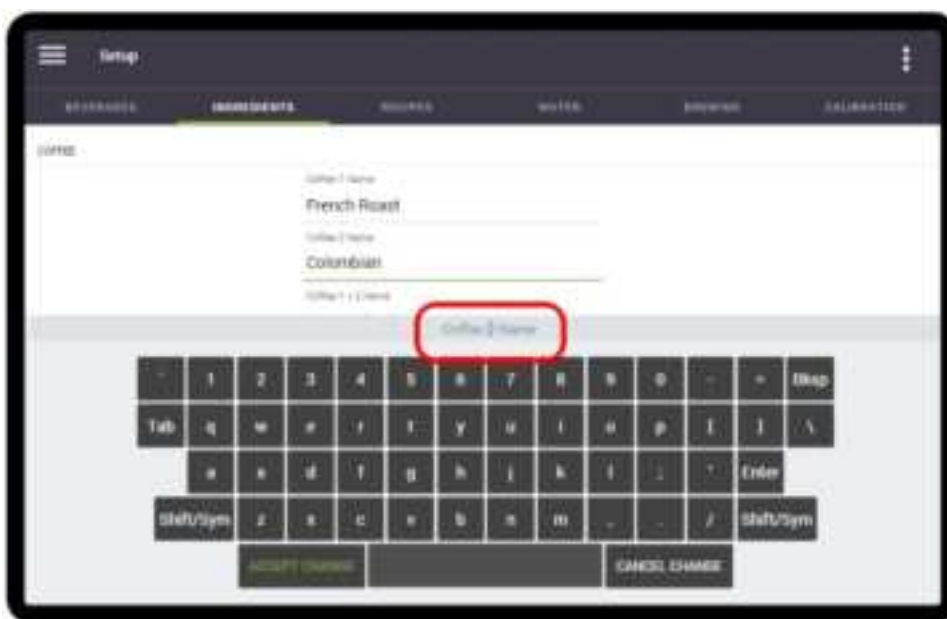 Setup
BEVERAGES INGREDIENTS RECIPES WATER BREWING CALIBRATION
COFFEE
Coffee 1 Name
French Roast
Coffee 2 Name
Colombian
Coffee 1 + 2 Name
Coffee 2 Name
` 1 2 3 4 5 6 7 8 9 0 - = Bksp
Tab q w e r t y u i o p [ ] \
a s d f g h j k l ; ' Enter
Shift/Sym z x c v b n m , . / Shift/Sym
ACCEPT CHANGE CANCEL CHANGE